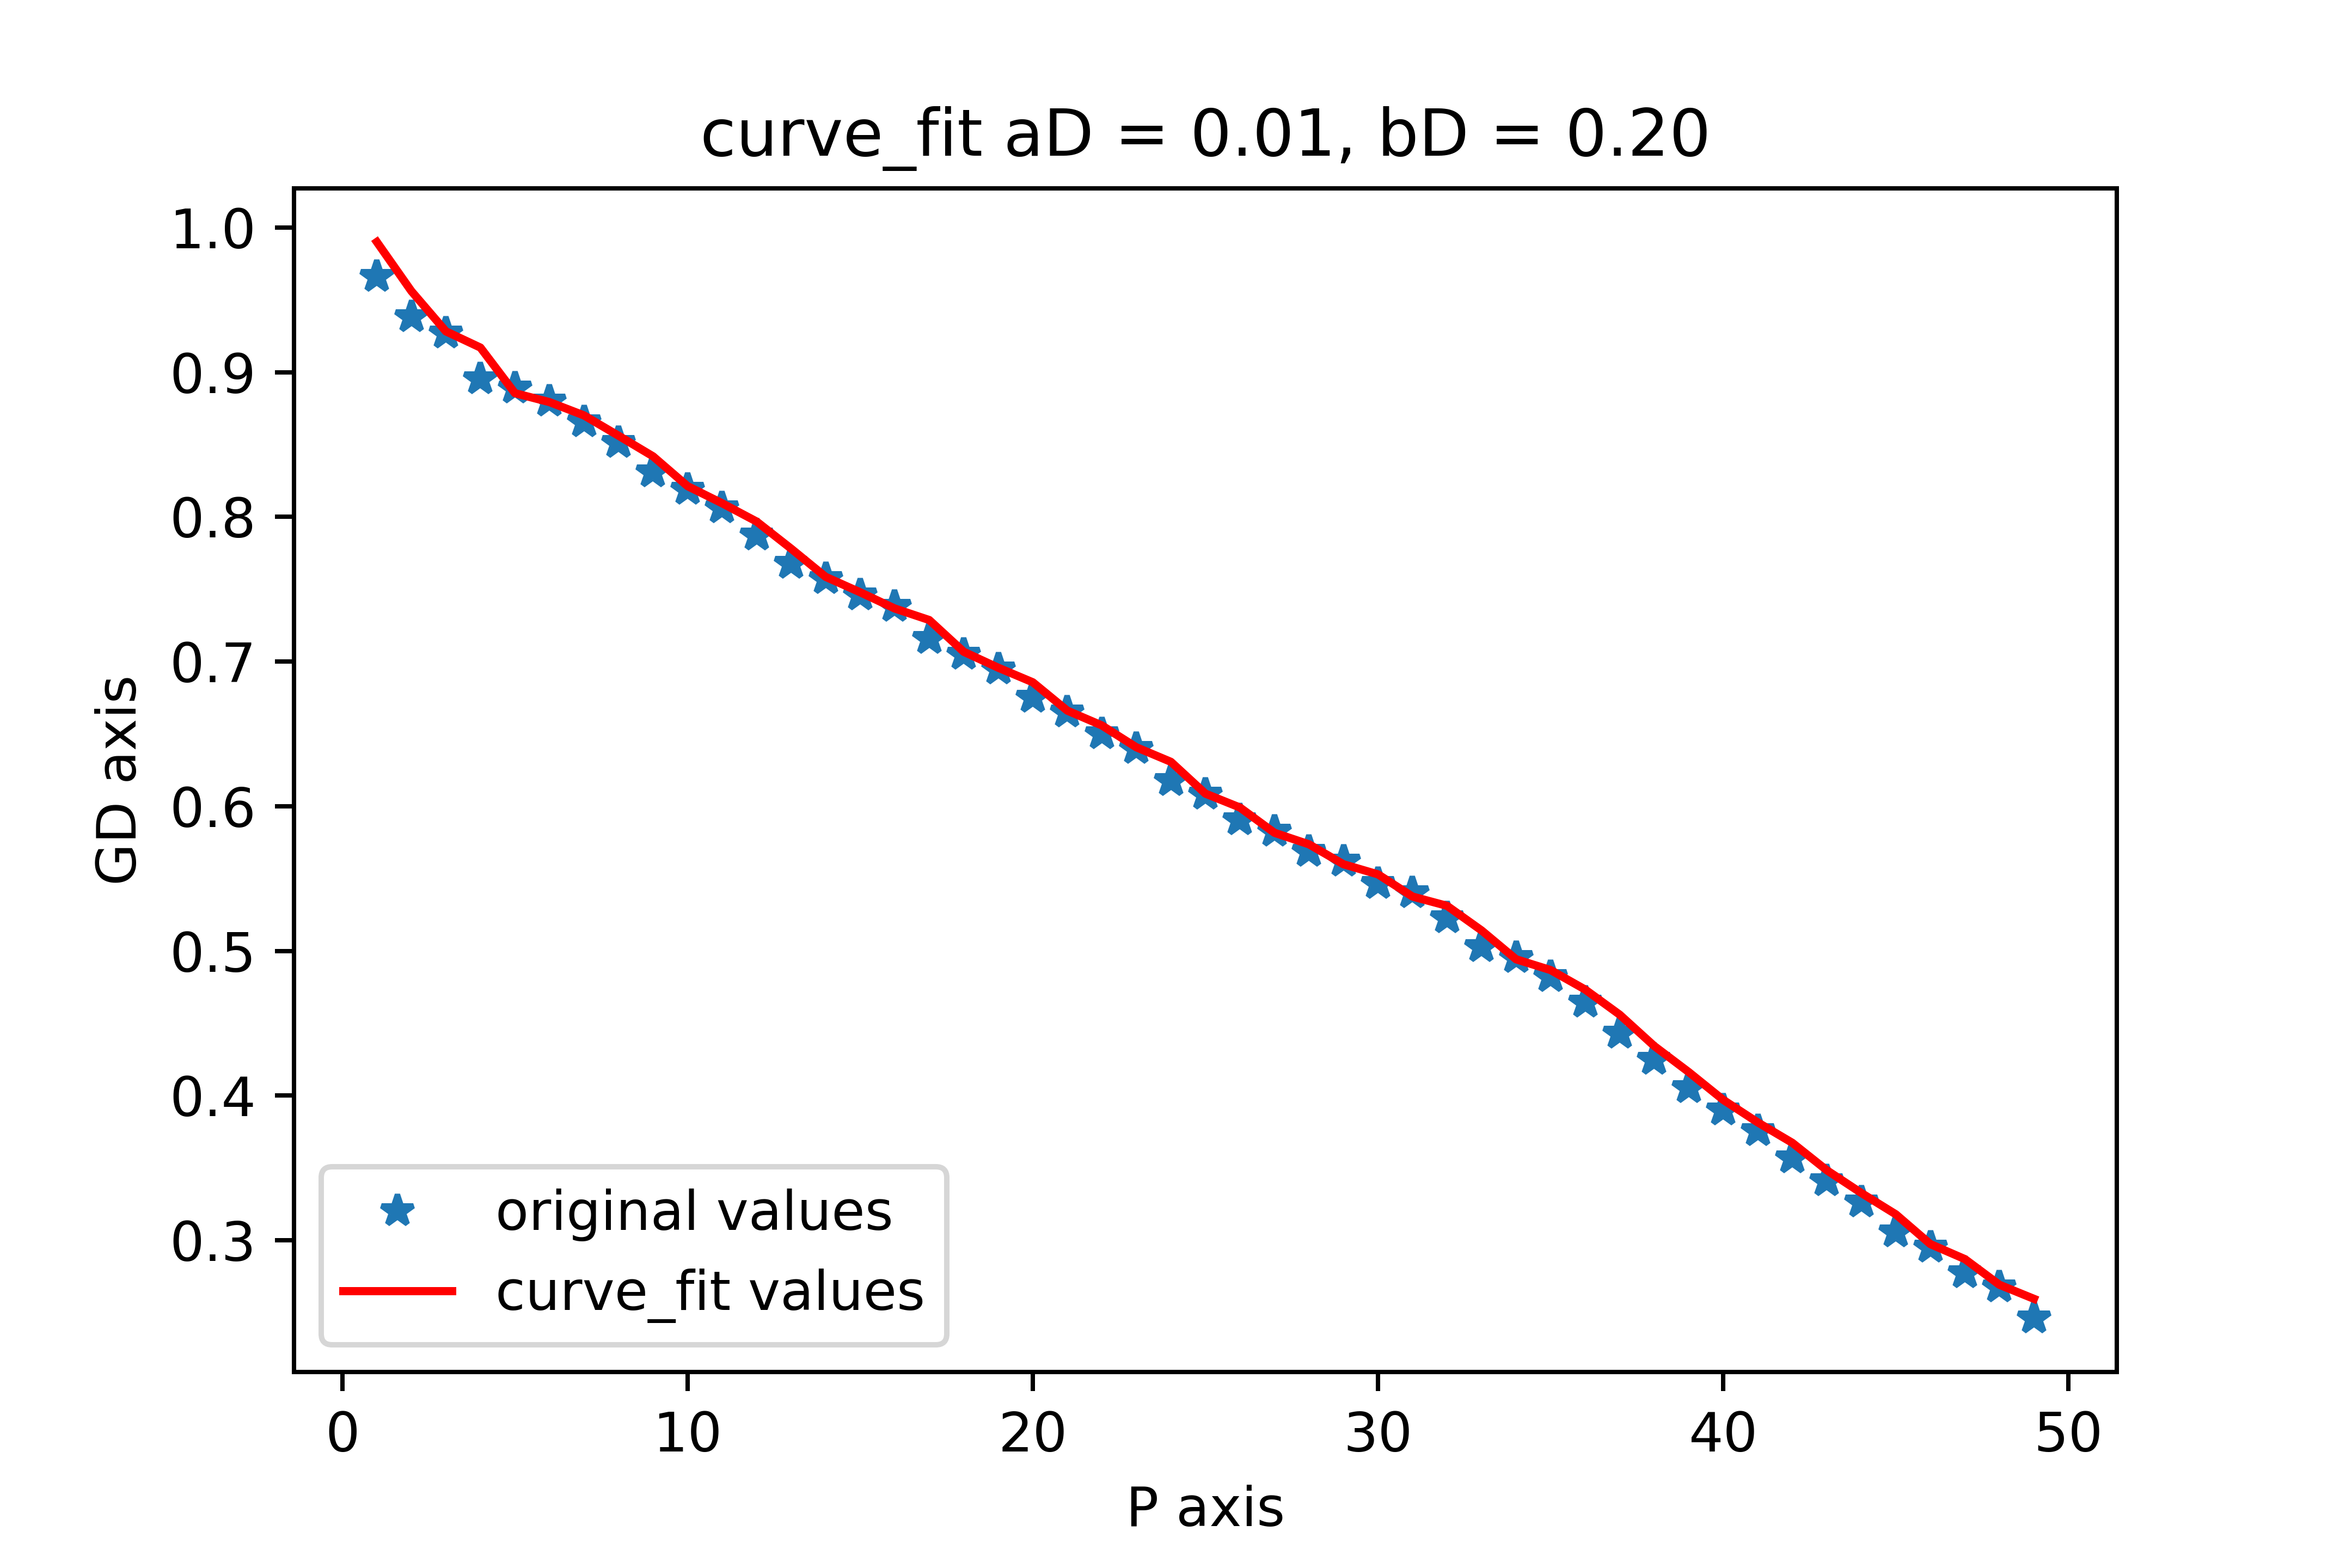 curve_fit aD = 0.01, bD = 0.20
1.0
0.9
0.8
0.7
0.6
0.5
0.4
0.3
GD axis
original values
curve_fit values
0 10 20 30 40 50
P axis